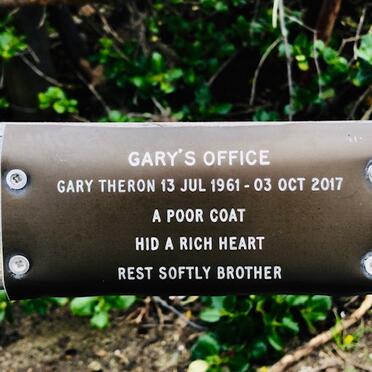 GARY'S OFFICE
GARY THERON 13 JUL 1961 - 03 OCT 2017
A POOR COAT
HID A RICH HEART
REST SOFTLY BROTHER